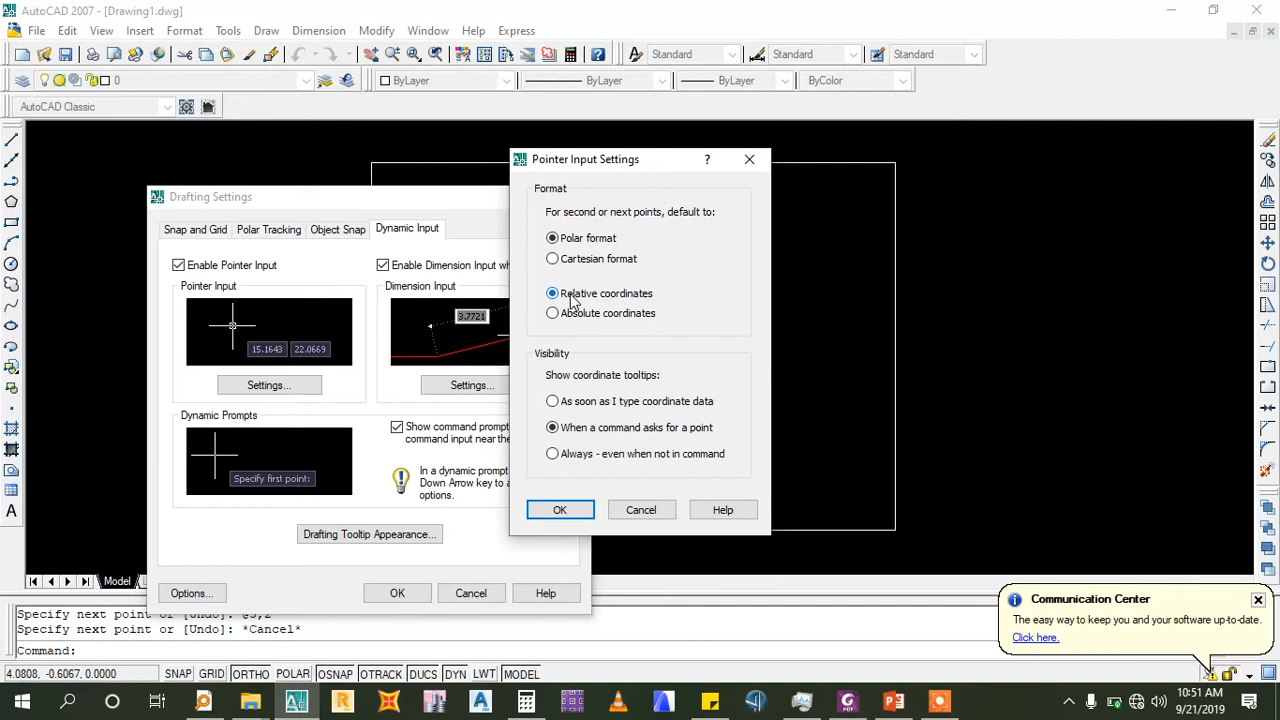 AutoCAD 2007 - [Drawing1.dwg]
File Edit View Insert Format Tools Draw Dimension Modify Window Help Express
Standard Standard Standard
0 ByLayer ByLayer ByLayer ByColor
AutoCAD Classic
Pointer Input Settings
?
Format
For second or next points, default to:
Polar format
Cartesian format
Relative coordinates
Absolute coordinates
Visibility
Show coordinate tooltips:
As soon as I type coordinate data
When a command asks for a point
Always - even when not in command
OK Cancel Help
Drafting Settings
Snap and Grid Polar Tracking Object Snap Dynamic Input
Enable Pointer Input
Enable Dimension Input
Pointer Input
Dimension Input
15.1643 22.0669
3.7721
Settings...
Settings...
Dynamic Prompts
Specify first point:
Show command
command input near the
In a dynamic prompt
Down Arrow key to
options.
Drafting Tooltip Appearance...
Options... OK Cancel Help
Model
Specify next point or [Undo]:
Specify next point or [Undo]: *Cancel*
Command:
Communication Center
The easy way to keep you and your software up-to-date.
Click here.
4.0808, -0.6067, 0.0000 SNAP GRID ORTHO POLAR OSNAP OTRACK DUCS DYN LWT MODEL
10:51 AM
9/21/2019